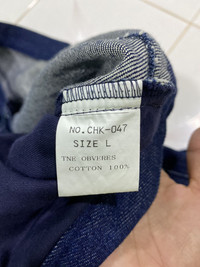 NO.CHK-047
SIZE L
TNE OBVERES
COTTON 100%